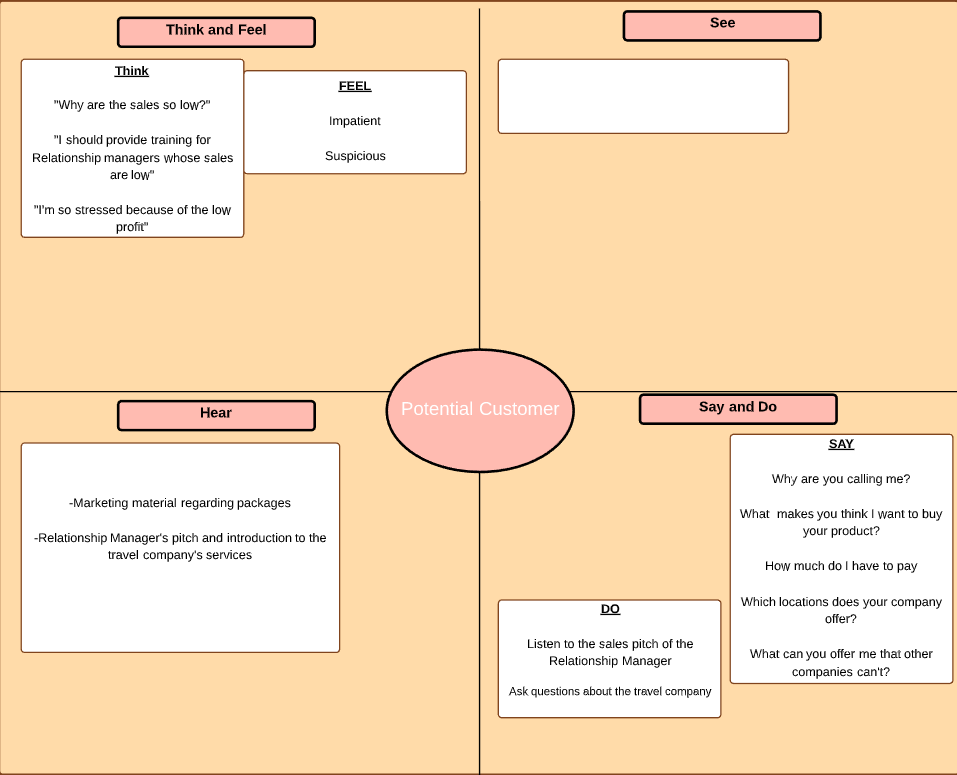 Think and Feel
Think
"Why are the sales so low?"
"I should provide training for
Relationship managers whose sales
are low"
"I'm so stressed because of the low
profit"
FEEL
Impatient
Suspicious
See
Potential Customer
Hear
-Marketing material regarding packages
-Relationship Manager's pitch and introduction to the
travel company's services
Say and Do
SAY
Why are you calling me?
What  makes you think I want to buy
your product?
How much do I have to pay
Which locations does your company
offer?
What can you offer me that other
companies can't?
DO
Listen to the sales pitch of the
Relationship Manager
Ask questions about the travel company